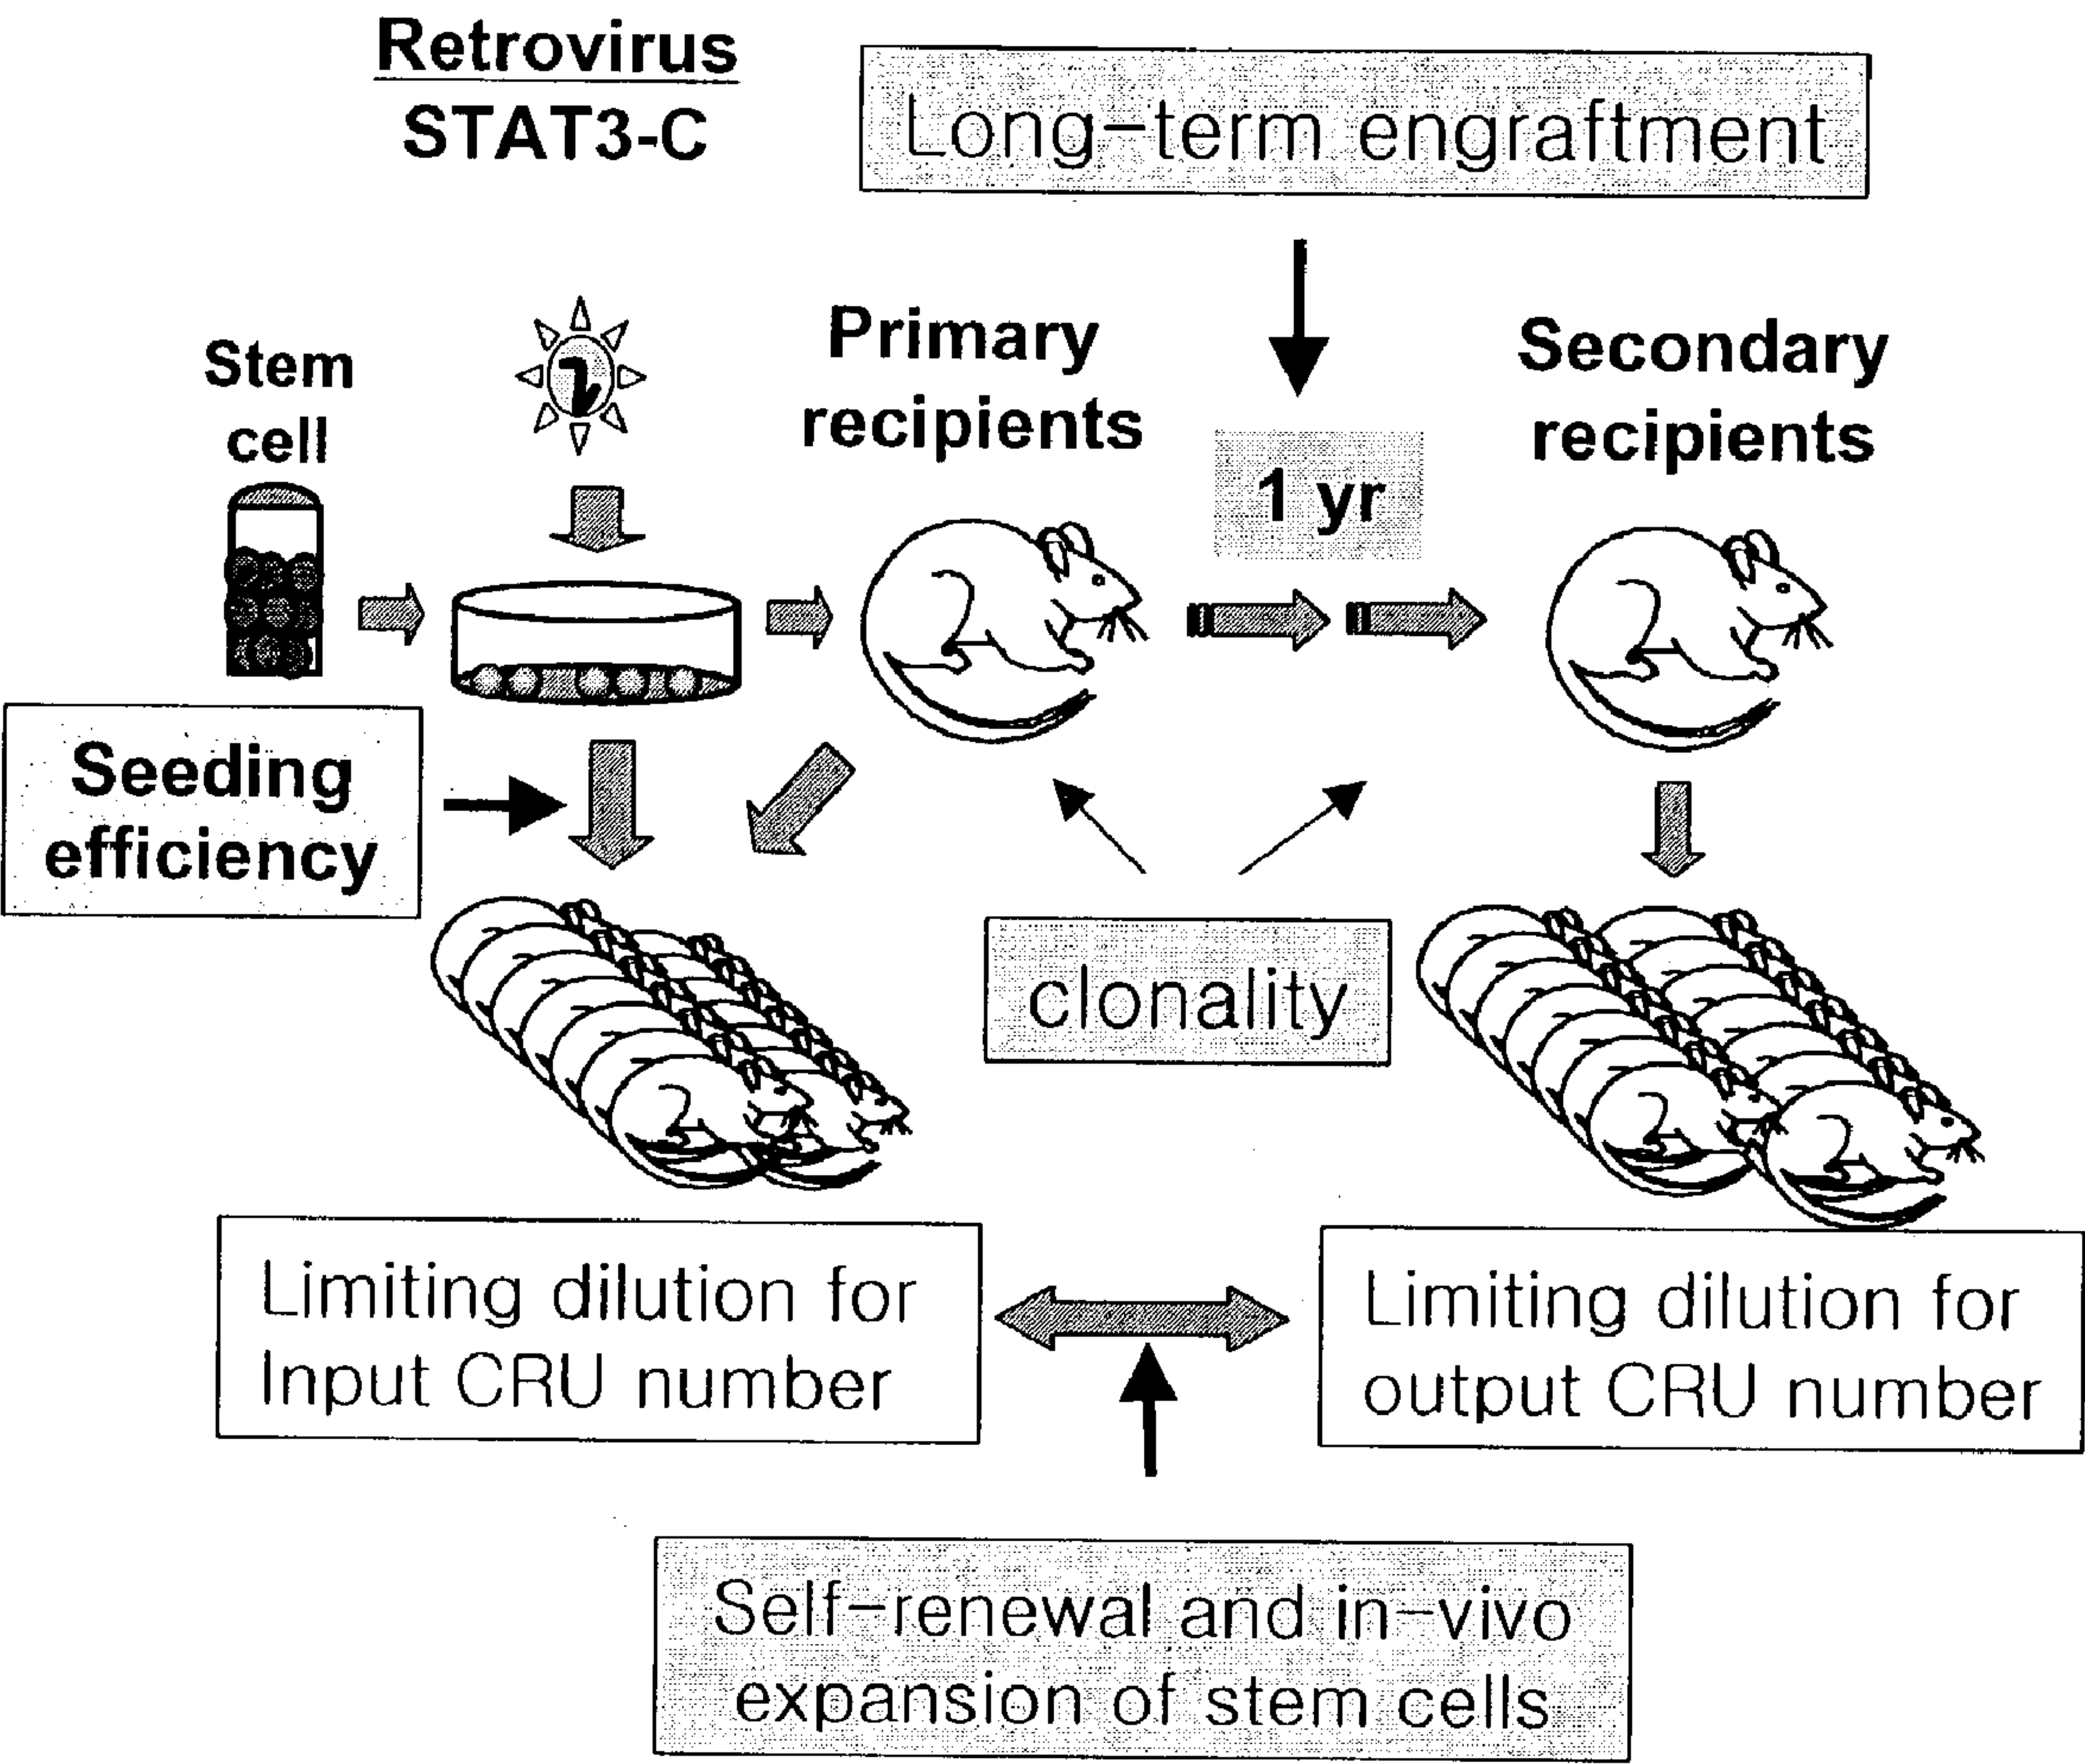 Retrovirus
STAT3-C
Long-term engraftment
Stem
cell
Primary
recipients
1 yr
Secondary
recipients
Seeding
efficiency
clonality
Limiting dilution for
Input CRU number
Limiting dilution for
output CRU number
Self-renewal and in-vivo
expansion of stem cells